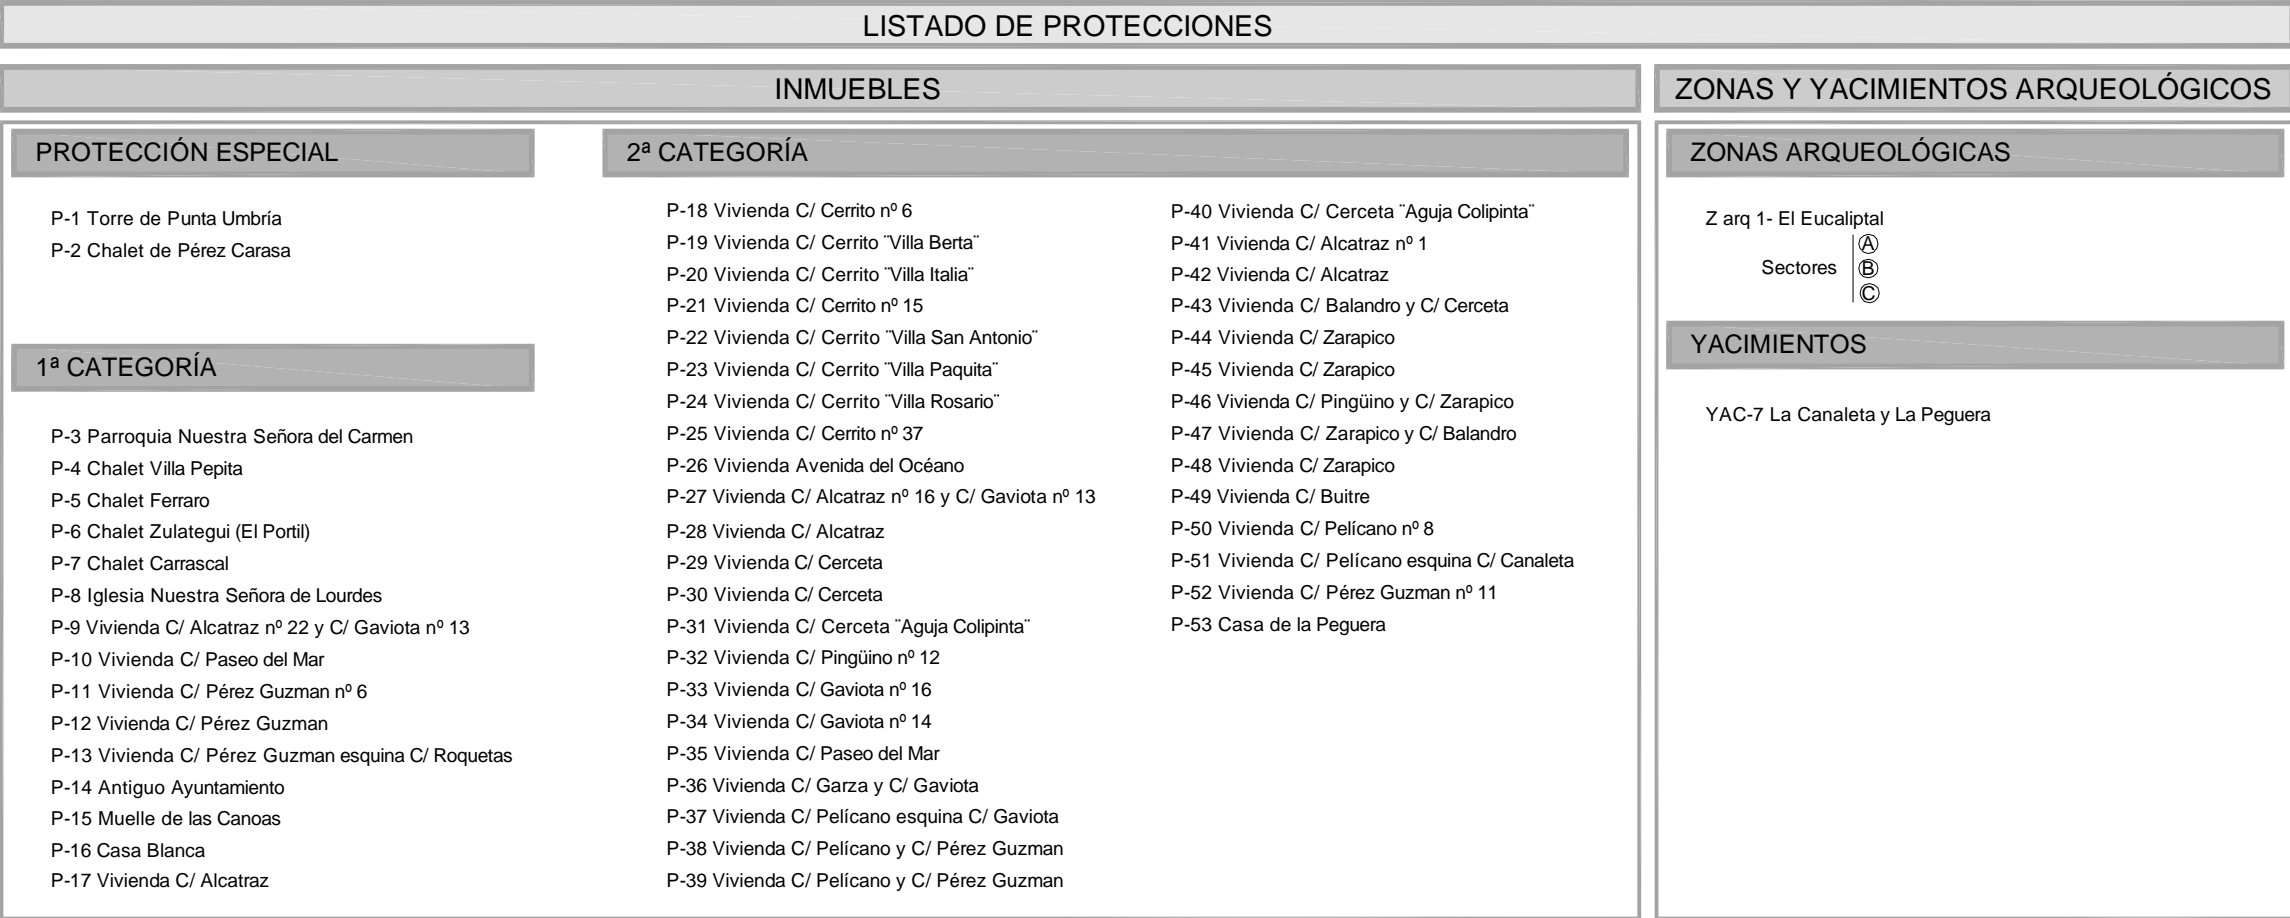 LISTADO DE PROTECCIONES
INMUEBLES
PROTECCIÓN ESPECIAL
P-1 Torre de Punta Umbría
P-2 Chalet de Pérez Carasa
1ª CATEGORÍA
P-3 Parroquia Nuestra Señora del Carmen
P-4 Chalet Villa Pepita
P-5 Chalet Ferraro
P-6 Chalet Zulategui (El Portil)
P-7 Chalet Carrascal
P-8 Iglesia Nuestra Señora de Lourdes
P-9 Vivienda C/ Alcatraz nº 22 y C/ Gaviota nº 13
P-10 Vivienda C/ Paseo del Mar
P-11 Vivienda C/ Pérez Guzman nº 6
P-12 Vivienda C/ Pérez Guzman
P-13 Vivienda C/ Pérez Guzman esquina C/ Roquetas
P-14 Antiguo Ayuntamiento
P-15 Muelle de las Canoas
P-16 Casa Blanca
P-17 Vivienda C/ Alcatraz
2ª CATEGORÍA
P-18 Vivienda C/ Cerrito nº 6
P-19 Vivienda C/ Cerrito ¨Villa Berta¨
P-20 Vivienda C/ Cerrito ¨Villa Italia¨
P-21 Vivienda C/ Cerrito nº 15
P-22 Vivienda C/ Cerrito ¨Villa San Antonio¨
P-23 Vivienda C/ Cerrito ¨Villa Paquita¨
P-24 Vivienda C/ Cerrito ¨Villa Rosario¨
P-25 Vivienda C/ Cerrito nº 37
P-26 Vivienda Avenida del Océano
P-27 Vivienda C/ Alcatraz nº 16 y C/ Gaviota nº 13
P-28 Vivienda C/ Alcatraz
P-29 Vivienda C/ Cerceta
P-30 Vivienda C/ Cerceta
P-31 Vivienda C/ Cerceta ¨Aguja Colipinta¨
P-32 Vivienda C/ Pingüino nº 12
P-33 Vivienda C/ Gaviota nº 16
P-34 Vivienda C/ Gaviota nº 14
P-35 Vivienda C/ Paseo del Mar
P-36 Vivienda C/ Garza y C/ Gaviota
P-37 Vivienda C/ Pelícano esquina C/ Gaviota
P-38 Vivienda C/ Pelícano y C/ Pérez Guzman
P-39 Vivienda C/ Pelícano y C/ Pérez Guzman
P-40 Vivienda C/ Cerceta ¨Aguja Colipinta¨
P-41 Vivienda C/ Alcatraz nº 1
P-42 Vivienda C/ Alcatraz
P-43 Vivienda C/ Balandro y C/ Cerceta
P-44 Vivienda C/ Zarapico
P-45 Vivienda C/ Zarapico
P-46 Vivienda C/ Pingüino y C/ Zarapico
P-47 Vivienda C/ Zarapico y C/ Balandro
P-48 Vivienda C/ Zarapico
P-49 Vivienda C/ Buitre
P-50 Vivienda C/ Pelícano nº 8
P-51 Vivienda C/ Pelícano esquina C/ Canaleta
P-52 Vivienda C/ Pérez Guzman nº 11
P-53 Casa de la Peguera
ZONAS Y YACIMIENTOS ARQUEOLÓGICOS
ZONAS ARQUEOLÓGICAS
Z arq 1- El Eucaliptal
Sectores
A
B
C
YACIMIENTOS
YAC-7 La Canaleta y La Peguera